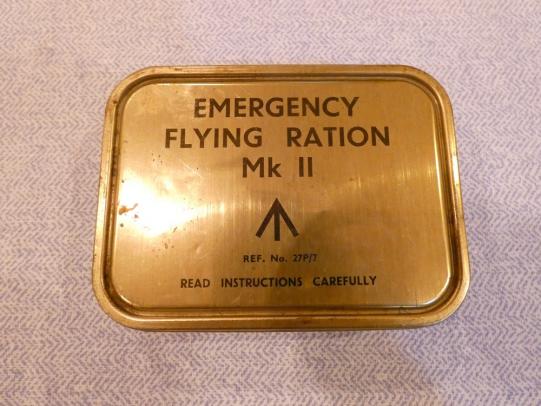 EMERGENCY
FLYING RATION
Mk II
REF. No. 27P/7
READ INSTRUCTIONS CAREFULLY